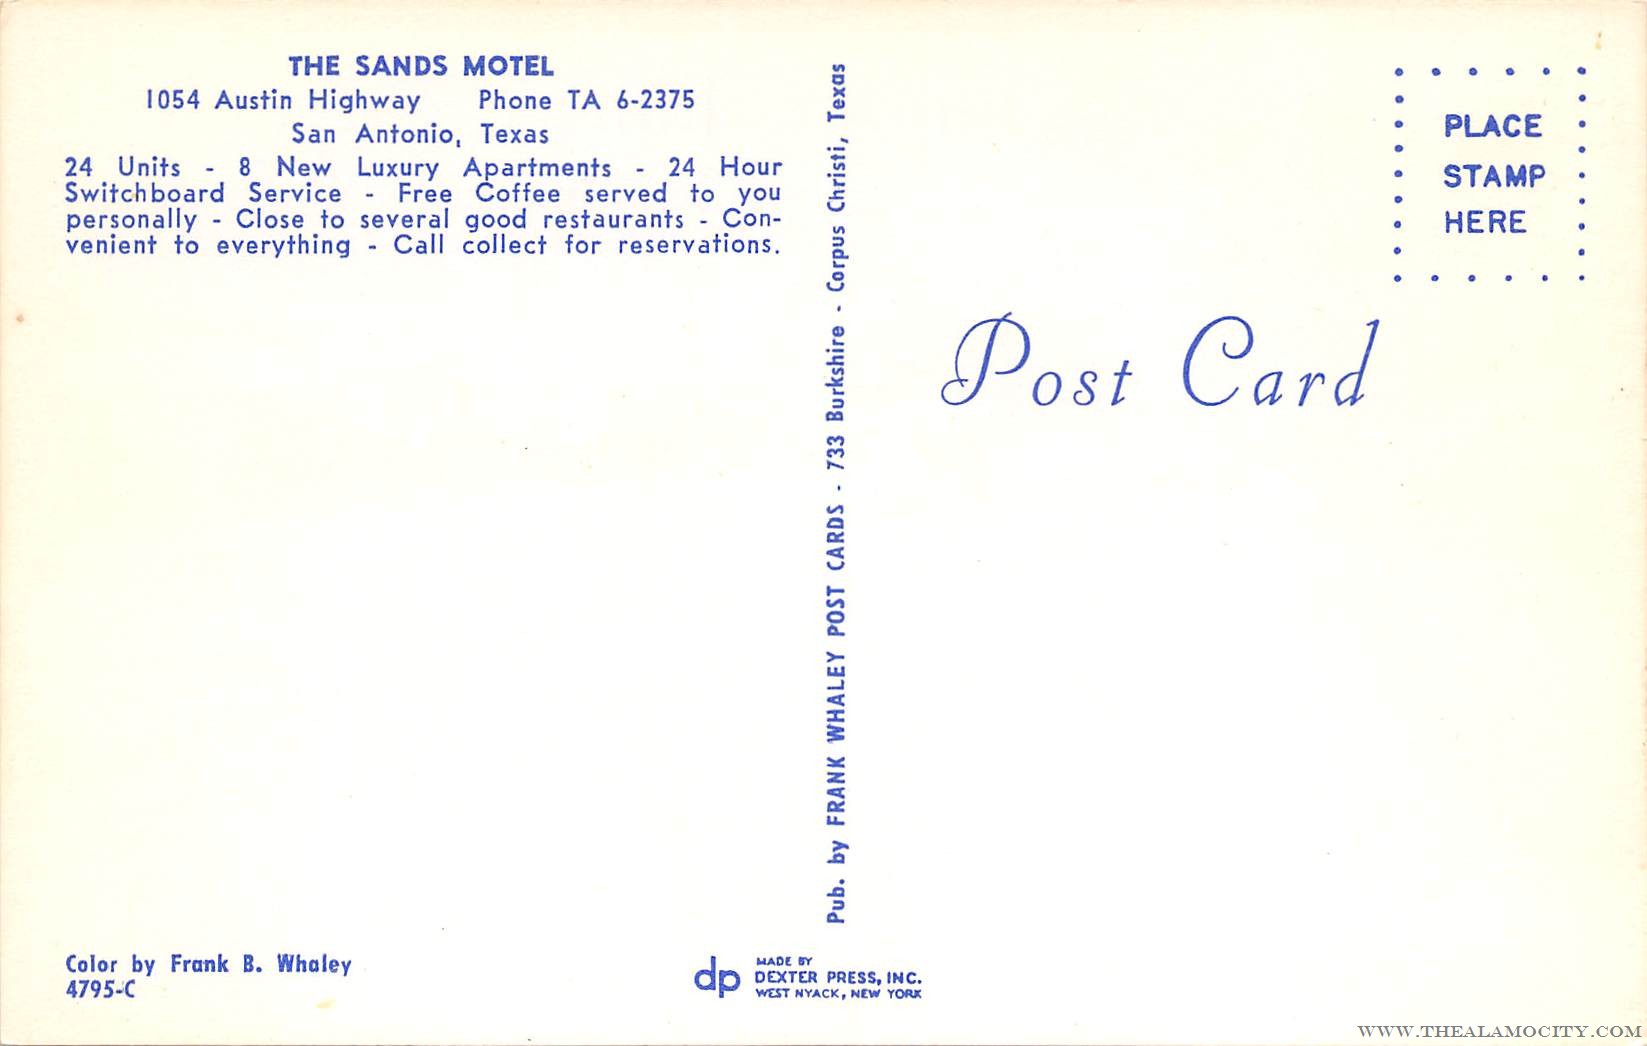 THE SANDS MOTEL
1054 Austin Highway Phone TA 6-2375
San Antonio, Texas
24 Units - 8 New Luxury Apartments - 24 Hour
Switchboard Service - Free Coffee served to you
personally - Close to several good restaurants - Con-
venient to everything - Call collect for reservations.
Color by Frank B. Whaley
4795-C
Pub. by FRANK WHALEY POST CARDS - 733 Burkshire - Corpus Christi, Texas
dp
MADE BY
DEXTER PRESS, INC.
WEST NYACK, NEW YORK
PLACE
STAMP
HERE
Post Card
WWW.THEALAMOCITY.COM